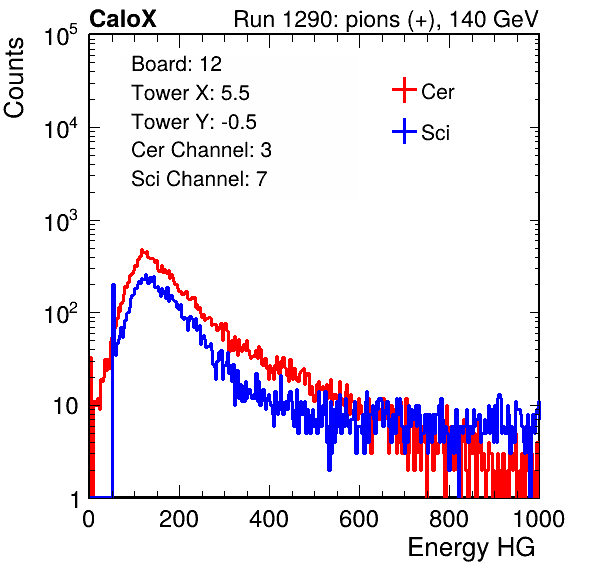 CaloX Run 1290: pions (+), 140 GeV
Counts
10^5
10^4
10^3
10^2
10
1
Board: 12
Tower X: 5.5
Tower Y: -0.5
Cer Channel: 3
Sci Channel: 7
Cer
Sci
0 200 400 600 800 1000
Energy HG